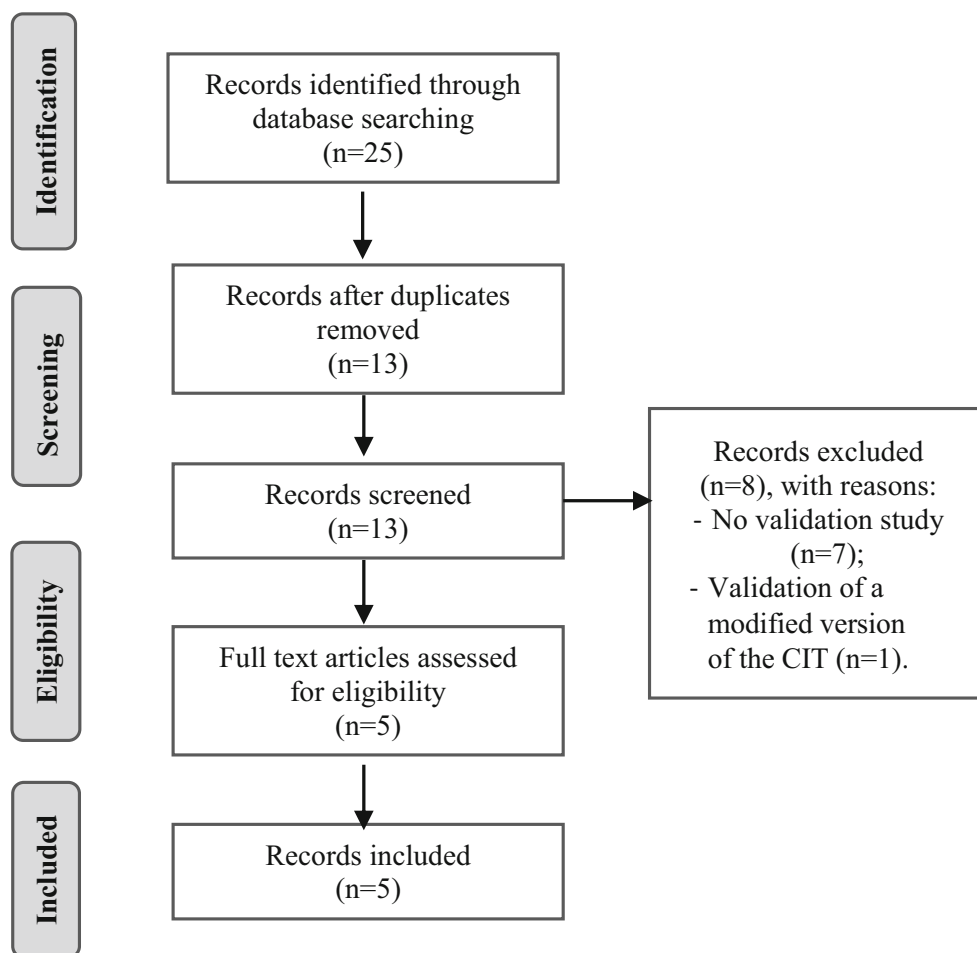 Identification
Records identified through
database searching
(n=25)
Screening
Records after duplicates
removed
(n=13)
Records screened
(n=13)
Records excluded
(n=8), with reasons:
- No validation study
(n=7);
- Validation of a
modified version
of the CIT (n=1).
Eligibility
Full text articles assessed
for eligibility
(n=5)
Included
Records included
(n=5)